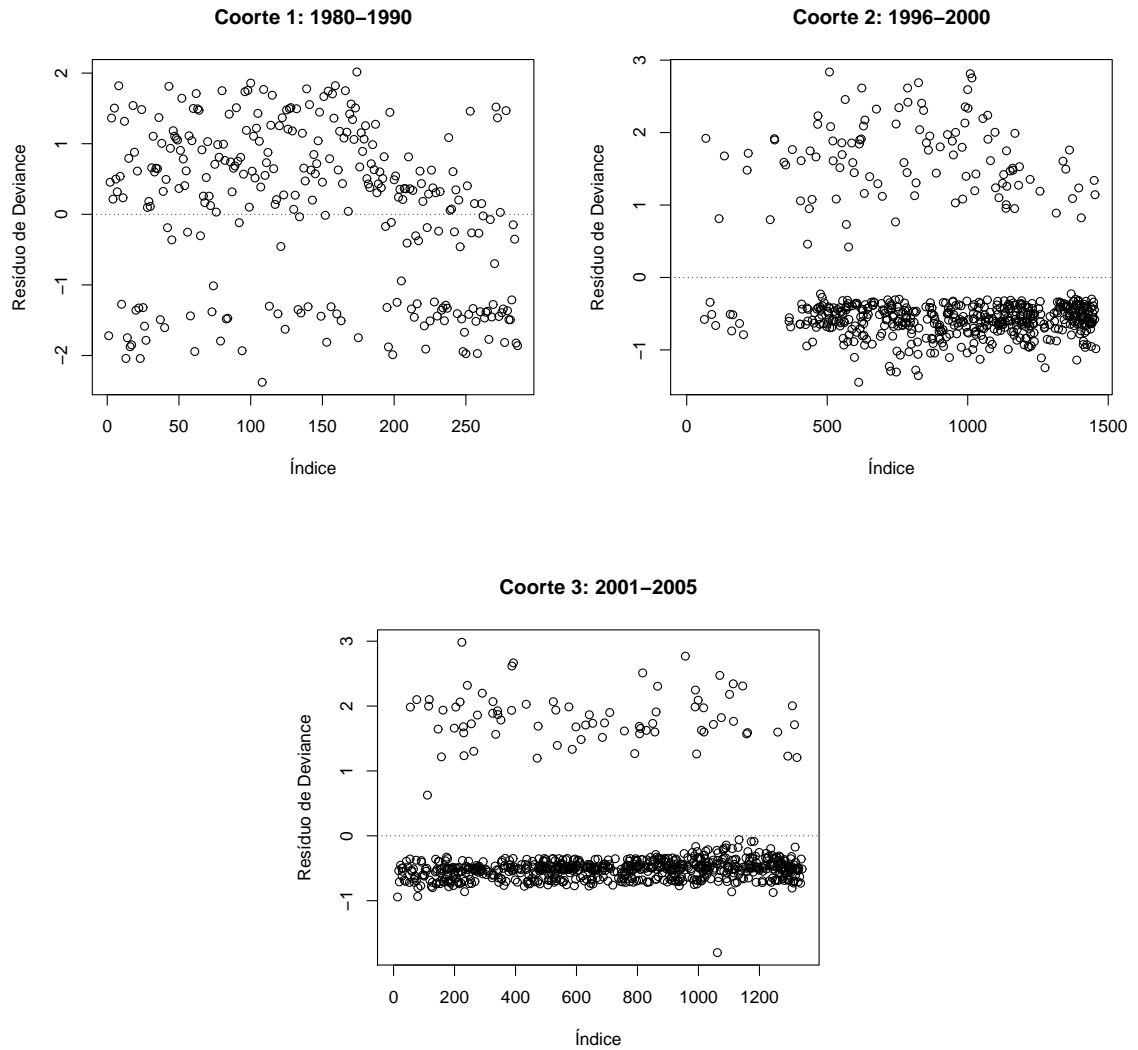 Coorte 1: 1980−1990
Resíduo de Deviance
2
1
0
−1
−2
0 50 100 150 200 250
Índice
Coorte 2: 1996−2000
Resíduo de Deviance
3
2
1
0
−1
0 500 1000 1500
Índice
Coorte 3: 2001−2005
Resíduo de Deviance
3
2
1
0
−1
0 200 400 600 800 1000 1200
Índice